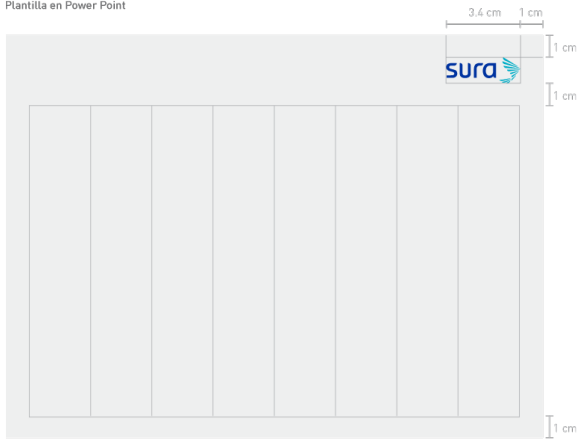 Plantilla en Power Point
3,4 cm 1 cm
1 cm
sura
1 cm
1 cm